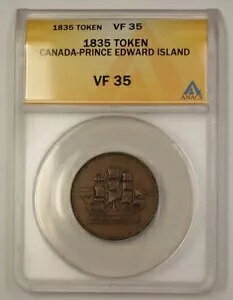 1835 TOKEN VF 35
1835 TOKEN
CANADA-PRINCE EDWARD ISLAND
VF 35
ANACS